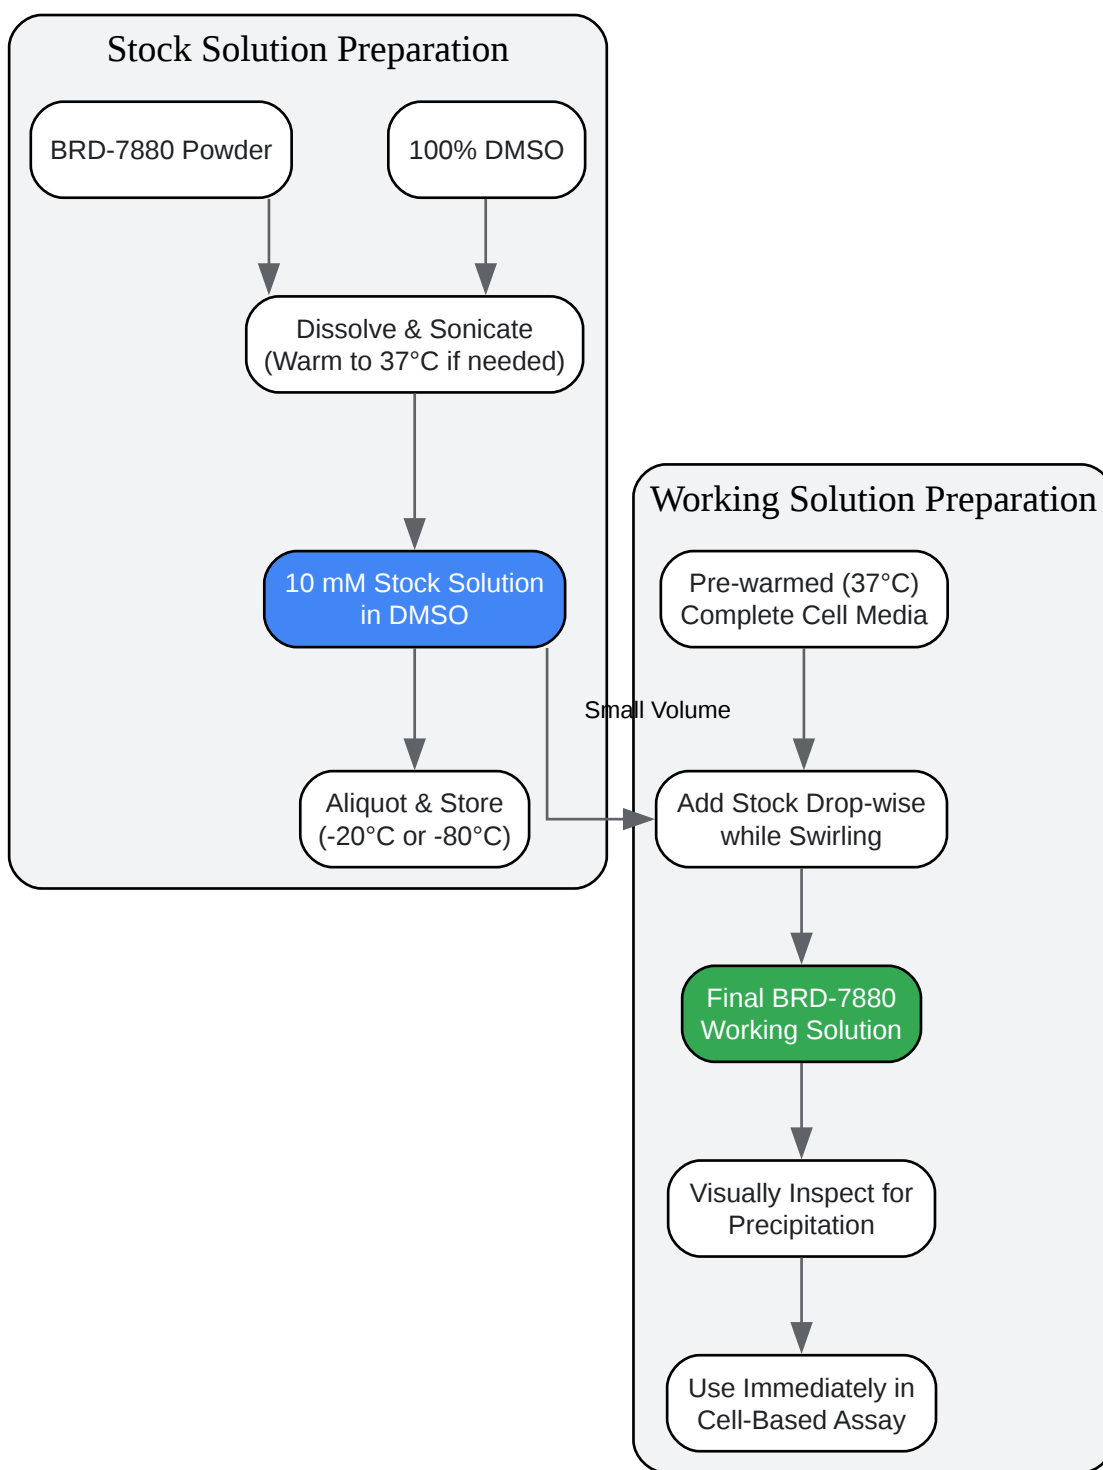 Stock Solution Preparation
BRD-7880 Powder
100% DMSO
Dissolve & Sonicate
(Warm to 37°C if needed)
10 mM Stock Solution
in DMSO
Small Volume
Aliquot & Store
(-20°C or -80°C)
Working Solution Preparation
Pre-warmed (37°C)
Complete Cell Media
Add Stock Drop-wise
while Swirling
Final BRD-7880
Working Solution
Visually Inspect for
Precipitation
Use Immediately in
Cell-Based Assay